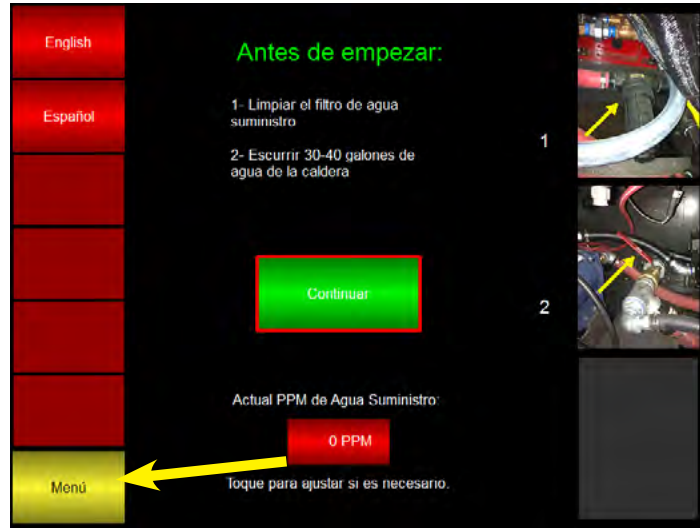 English
Español
Menú
Antes de empezar:
1- Limpiar el filtro de agua
suministro
2- Escurrir 30-40 galones de
agua de la caldera
Continuar
Actual PPM de Agua Suministro:
0 PPM
Toque para ajustar si es necesario.
1
2